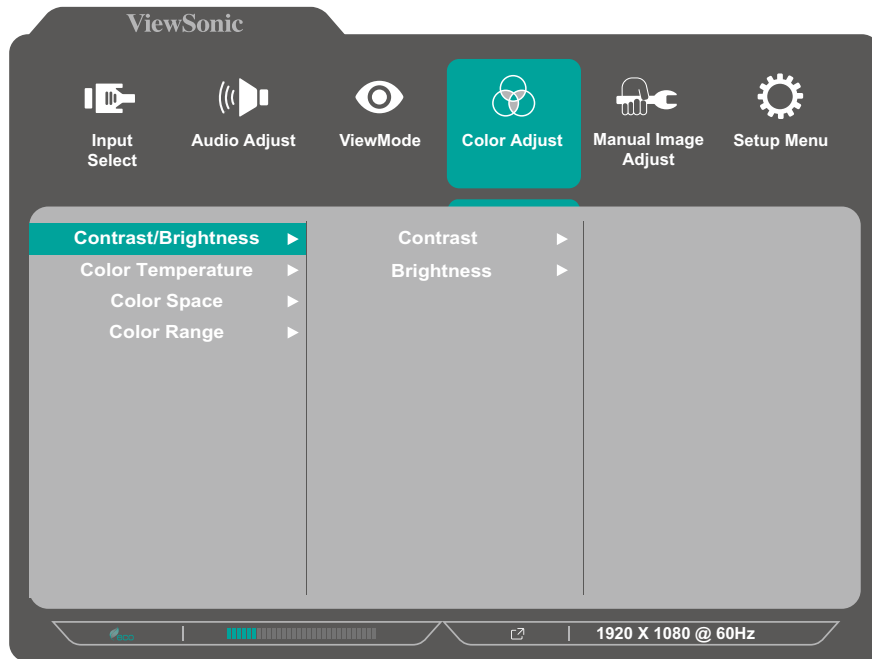 ViewSonic
Input
Select
Audio Adjust
ViewMode
Color Adjust
Manual Image
Adjust
Setup Menu
Contrast/Brightness
Color Temperature
Color Space
Color Range
Contrast
Brightness
eco
1920 X 1080 @ 60Hz